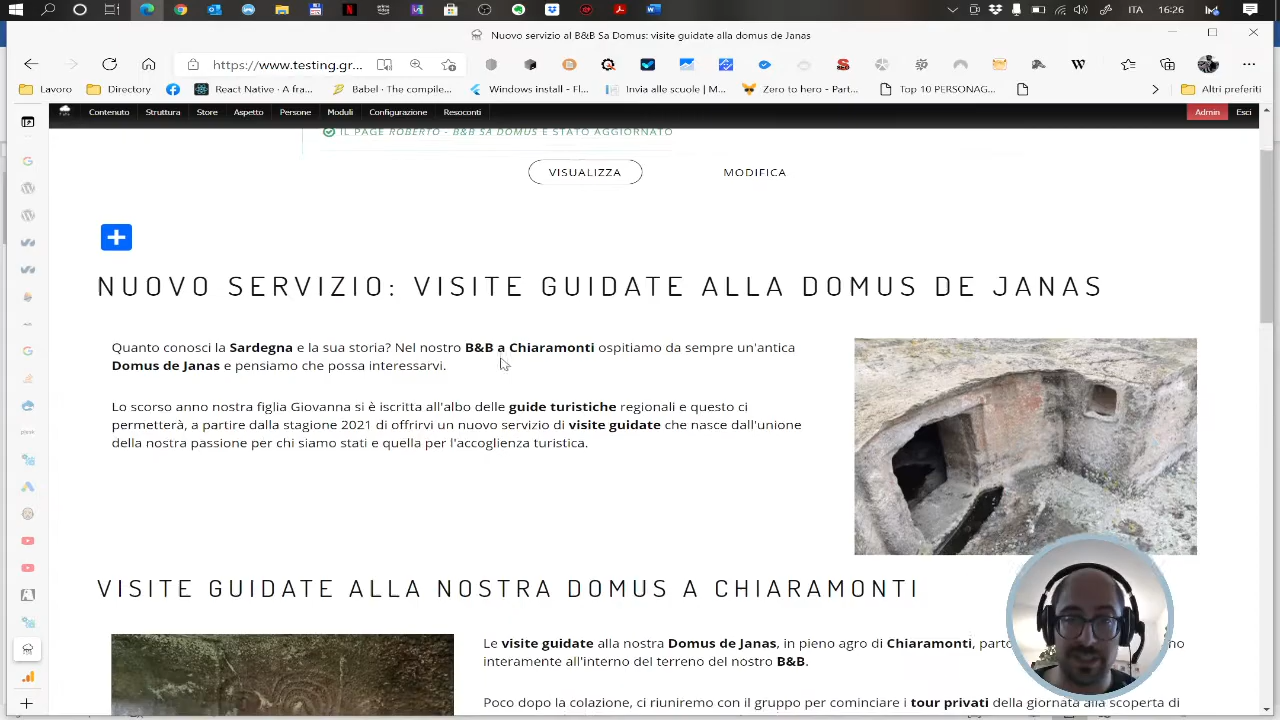 ITA
16:26
Nuovo servizio al B&B Sa Domus: visite guidate alla domus de Janas
https://www.testing.gr...
Lavoro
Directory
React Native · A fra...
Babel · The compile...
Windows install - Fl...
Invia alle scuole | M...
Zero to hero - Part...
Top 10 PERSONAG...
Altri preferiti
Contenuto Struttura Store Aspetto Persone Moduli Configurazione Resoconti Admin Esci
IL PAGE ROBERTO - B&B SA DOMUS È STATO AGGIORNATO
VISUALIZZA MODIFICA
NUOVO SERVIZIO: VISITE GUIDATE ALLA DOMUS DE JANAS
Quanto conosci la Sardegna e la sua storia? Nel nostro B&B a Chiaramonti ospitiamo da sempre un'antica
Domus de Janas e pensiamo che possa interessarvi.
Lo scorso anno nostra figlia Giovanna si è iscritta all'albo delle guide turistiche regionali e questo ci
permetterà, a partire dalla stagione 2021 di offrirvi un nuovo servizio di visite guidate che nasce dall'unione
della nostra passione per chi siamo stati e quella per l'accoglienza turistica.
VISITE GUIDATE ALLA NOSTRA DOMUS A CHIARAMONTI
Le visite guidate alla nostra Domus de Janas, in pieno agro di Chiaramonti,
interamente all'interno del terreno del nostro B&B.
Poco dopo la colazione, ci riuniremo con il gruppo per cominciare i tour privati della giornata alla scoperta di